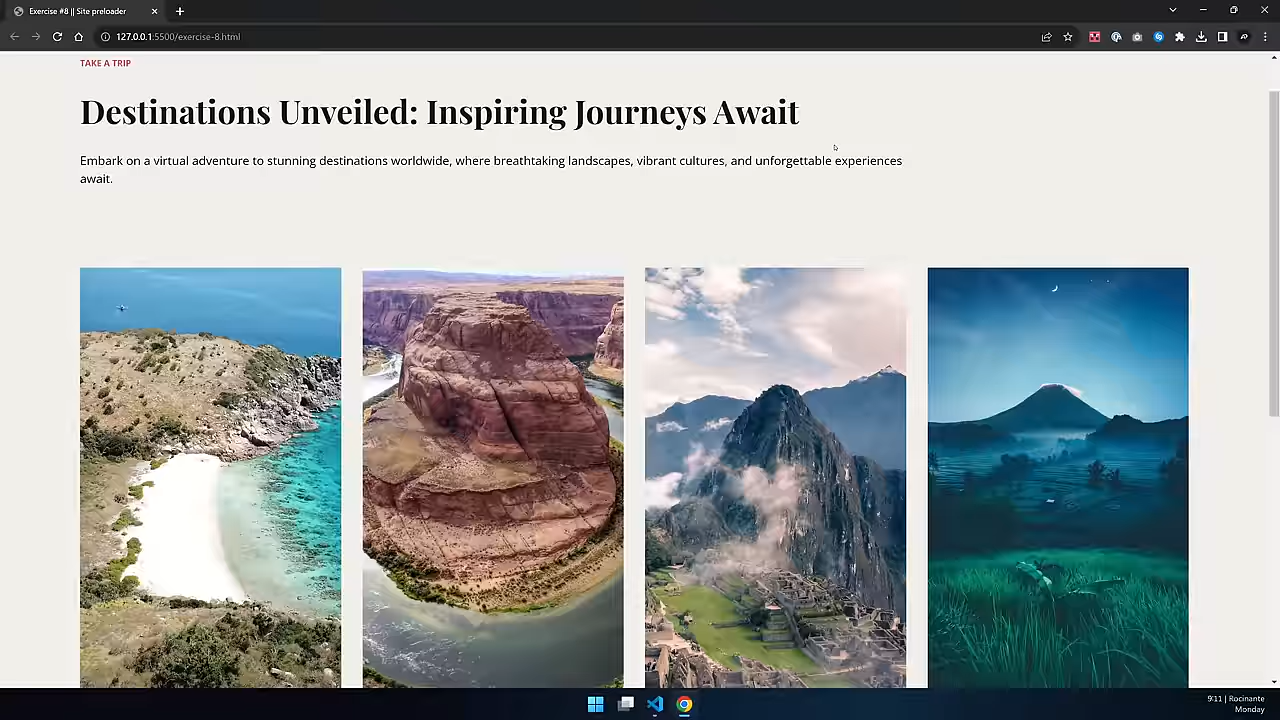 Exercise #8 || Site preloader
127.0.0.1:5500/exercise-8.html
TAKE A TRIP
Destinations Unveiled: Inspiring Journeys Await
Embark on a virtual adventure to stunning destinations worldwide, where breathtaking landscapes, vibrant cultures, and unforgettable experiences
await.
9:11 | Rocinante
Monday